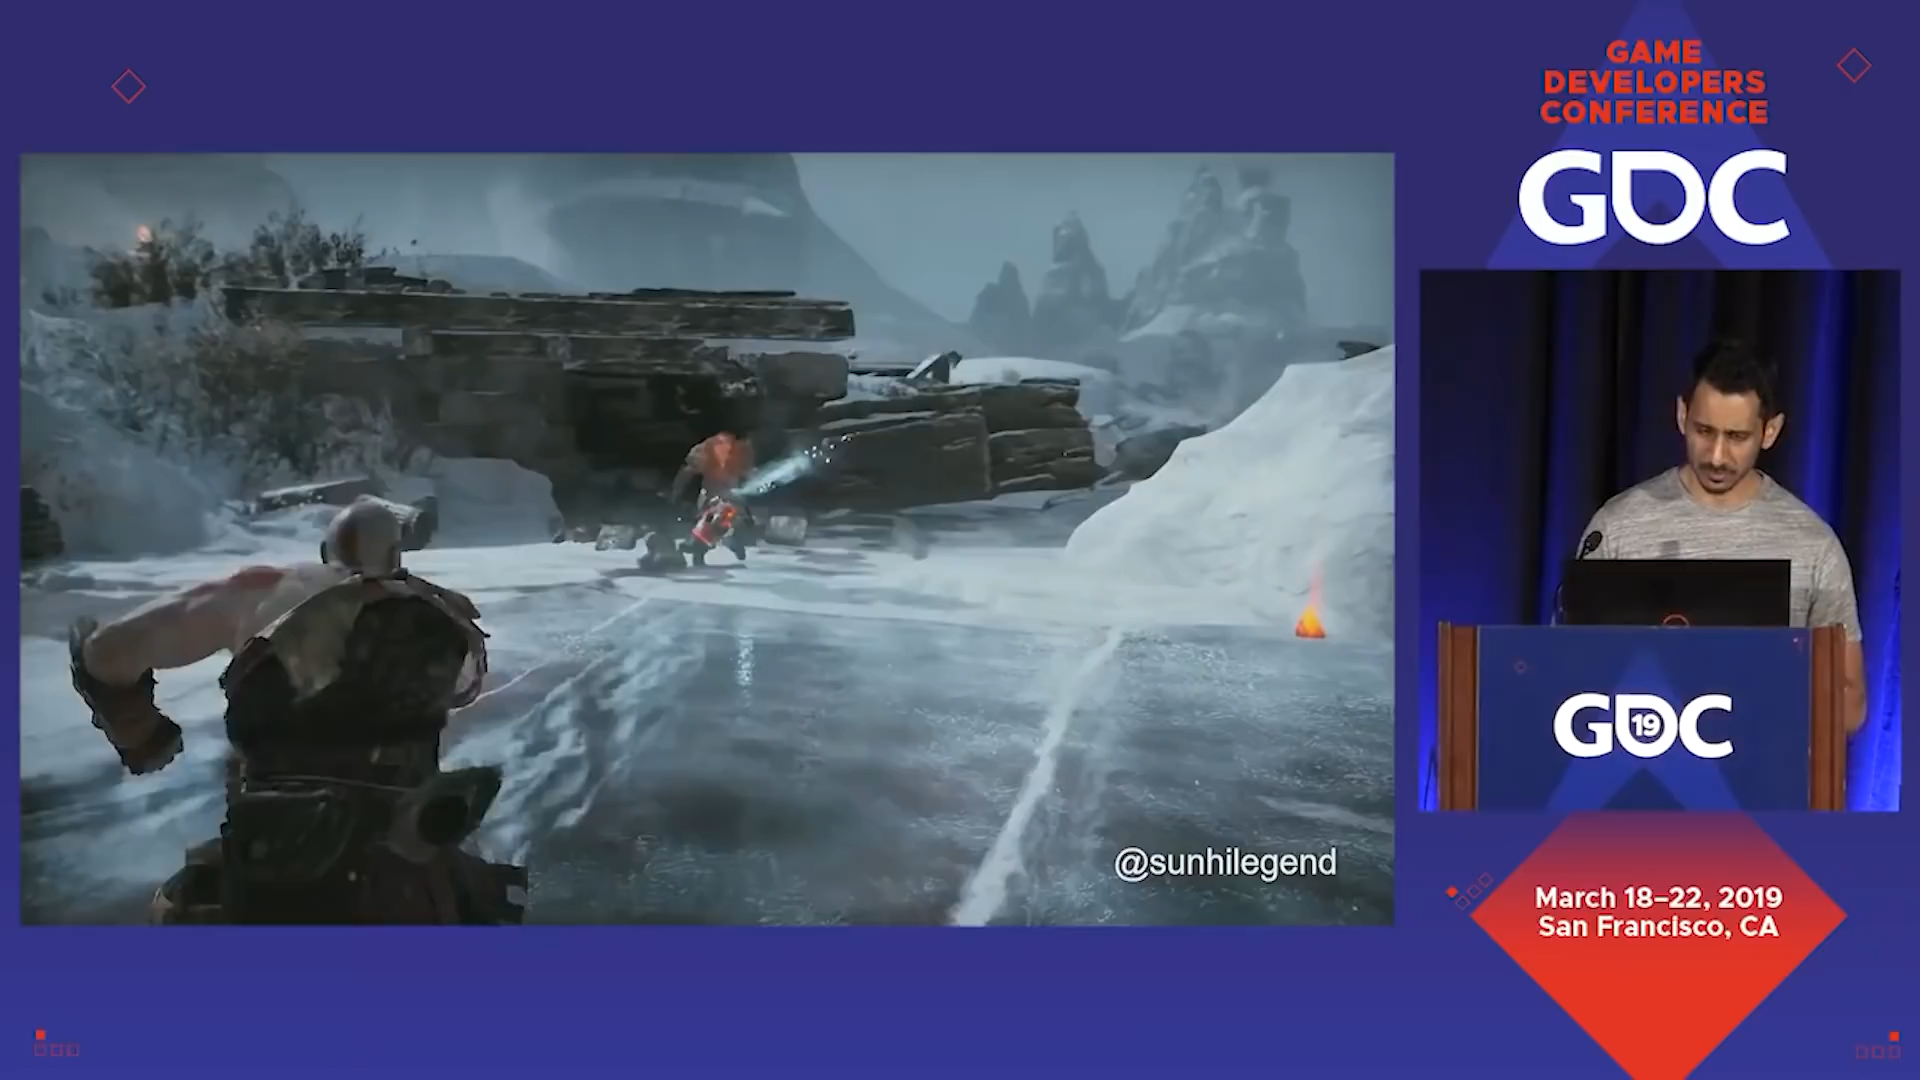 GAME
DEVELOPERS
CONFERENCE
GDC
@sunhilegend
GDC
19
March 18–22, 2019
San Francisco, CA